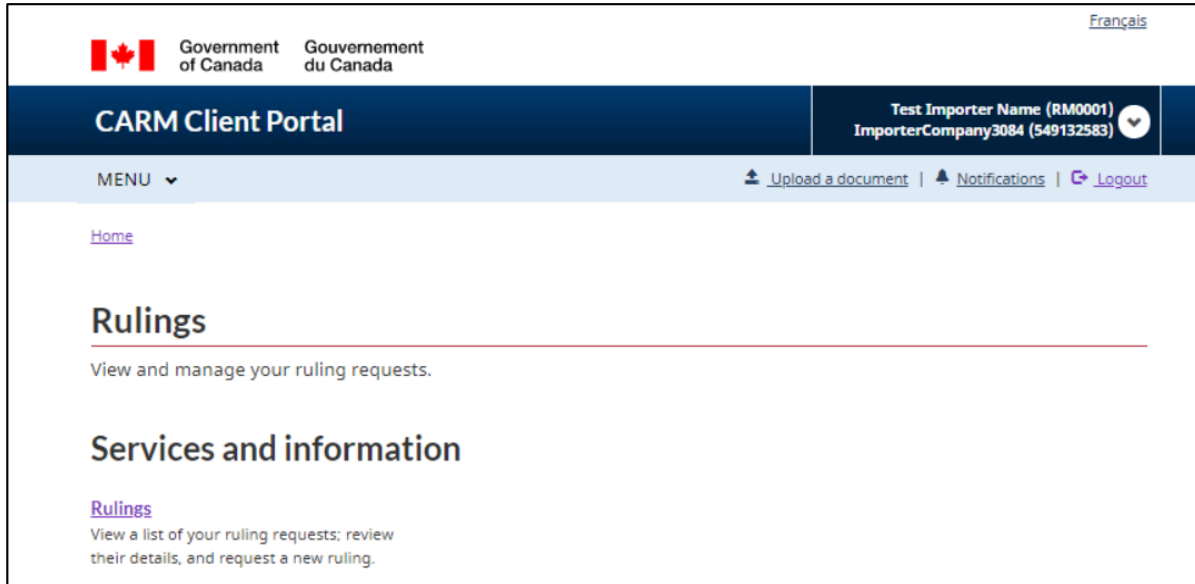 Français
Government Gouvernement
of Canada du Canada
CARM Client Portal
Test Importer Name (RM0001)
ImporterCompany3084 (549132583)
MENU
Upload a document | Notifications | Logout
Home
Rulings
View and manage your ruling requests.
Services and information
Rulings
View a list of your ruling requests; review
their details, and request a new ruling.